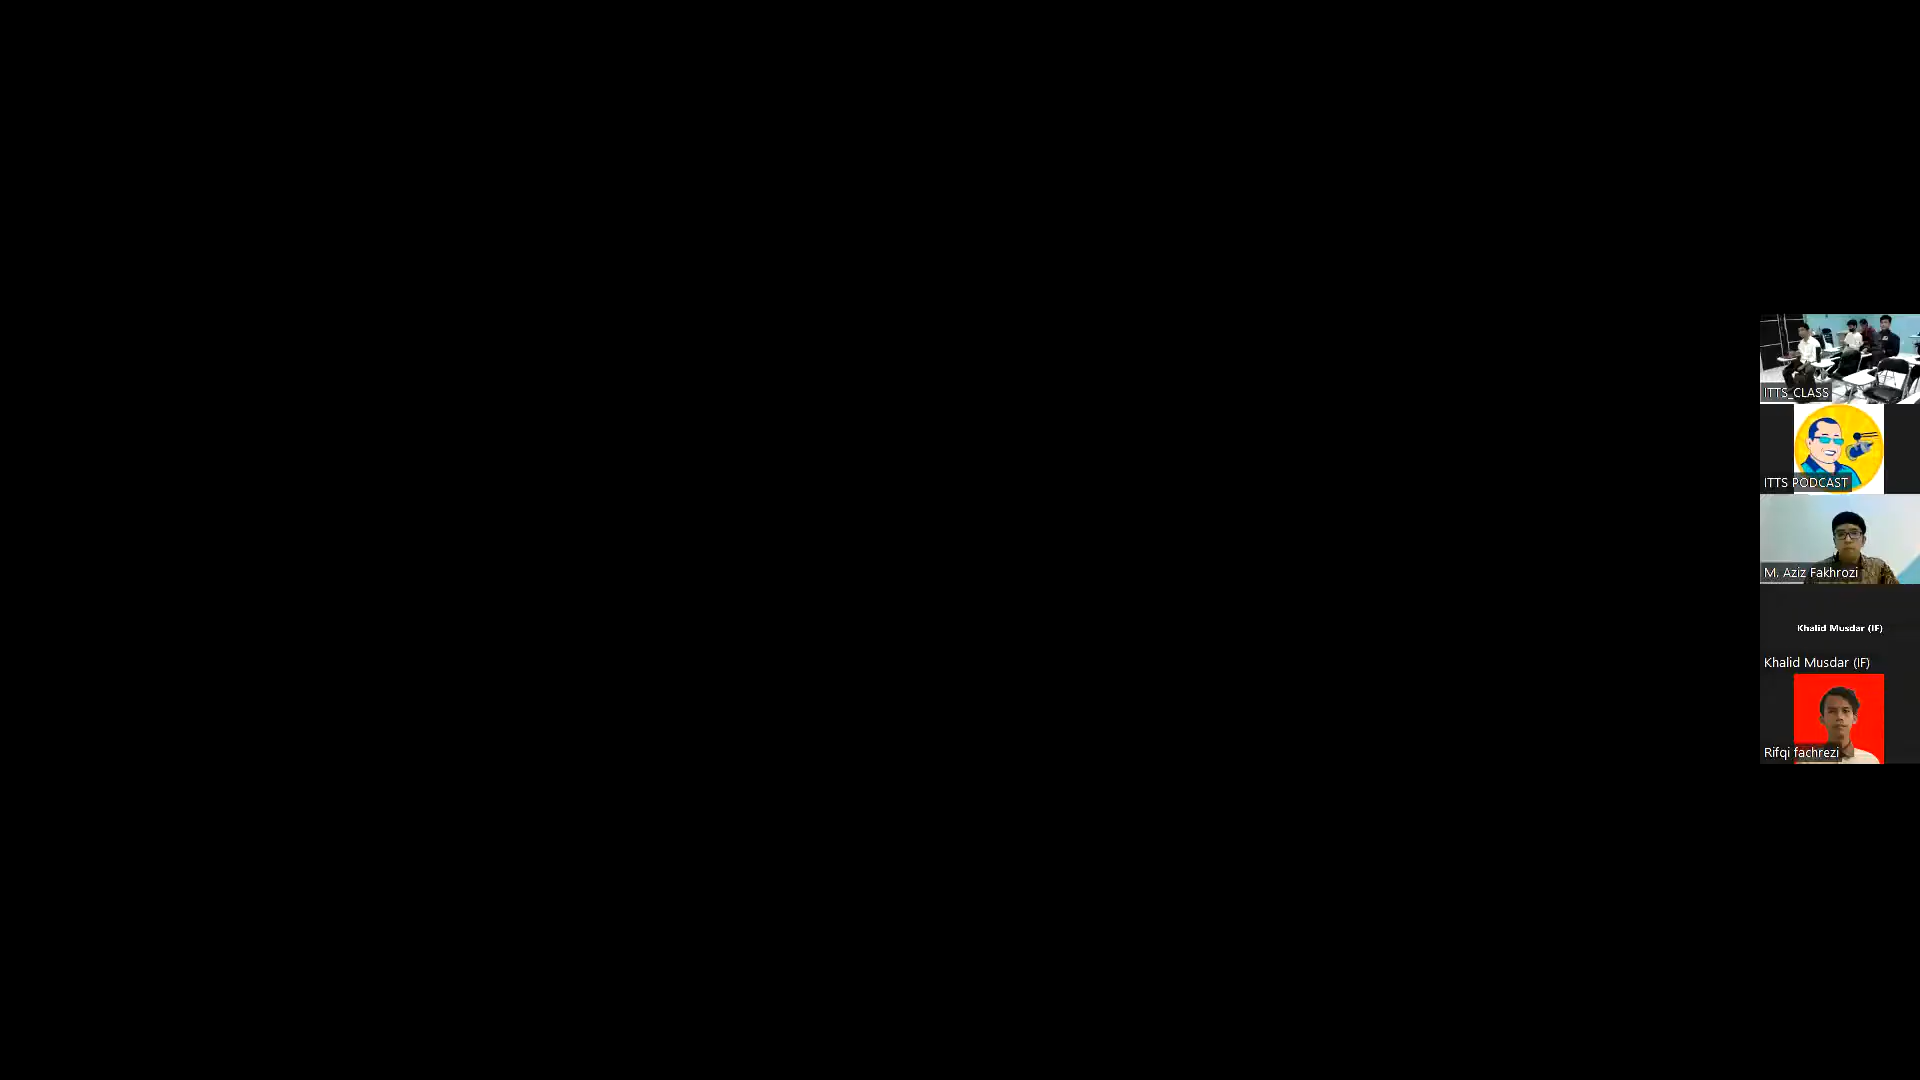 ITTS_CLASS
ITTS PODCAST
M. Aziz Fakhrozi
Khalid Musdar (IF)
Khalid Musdar (IF)
Rifqi fachrezi